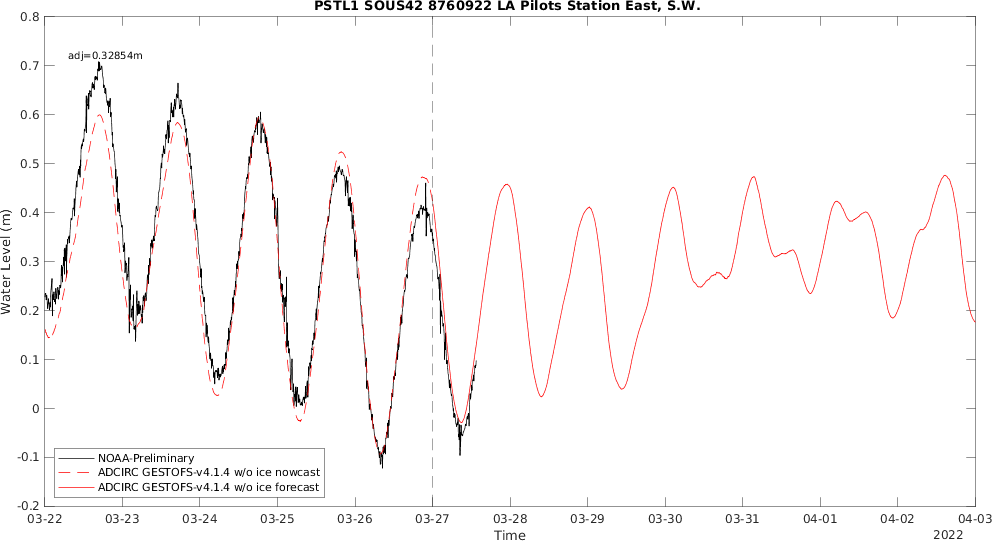 PSTL1 SOUS42 8760922 LA Pilots Station East, S.W.
adj=0.32854m
0.8
0.7
0.6
0.5
0.4
0.3
0.2
0.1
0
-0.1
-0.2
Water Level (m)
NOAA-Preliminary
ADCIRC GESTOFS-v4.1.4 w/o ice nowcast
ADCIRC GESTOFS-v4.1.4 w/o ice forecast
03-22 03-23 03-24 03-25 03-26 03-27 03-28 03-29 03-30 03-31 04-01 04-02 04-03
Time
2022